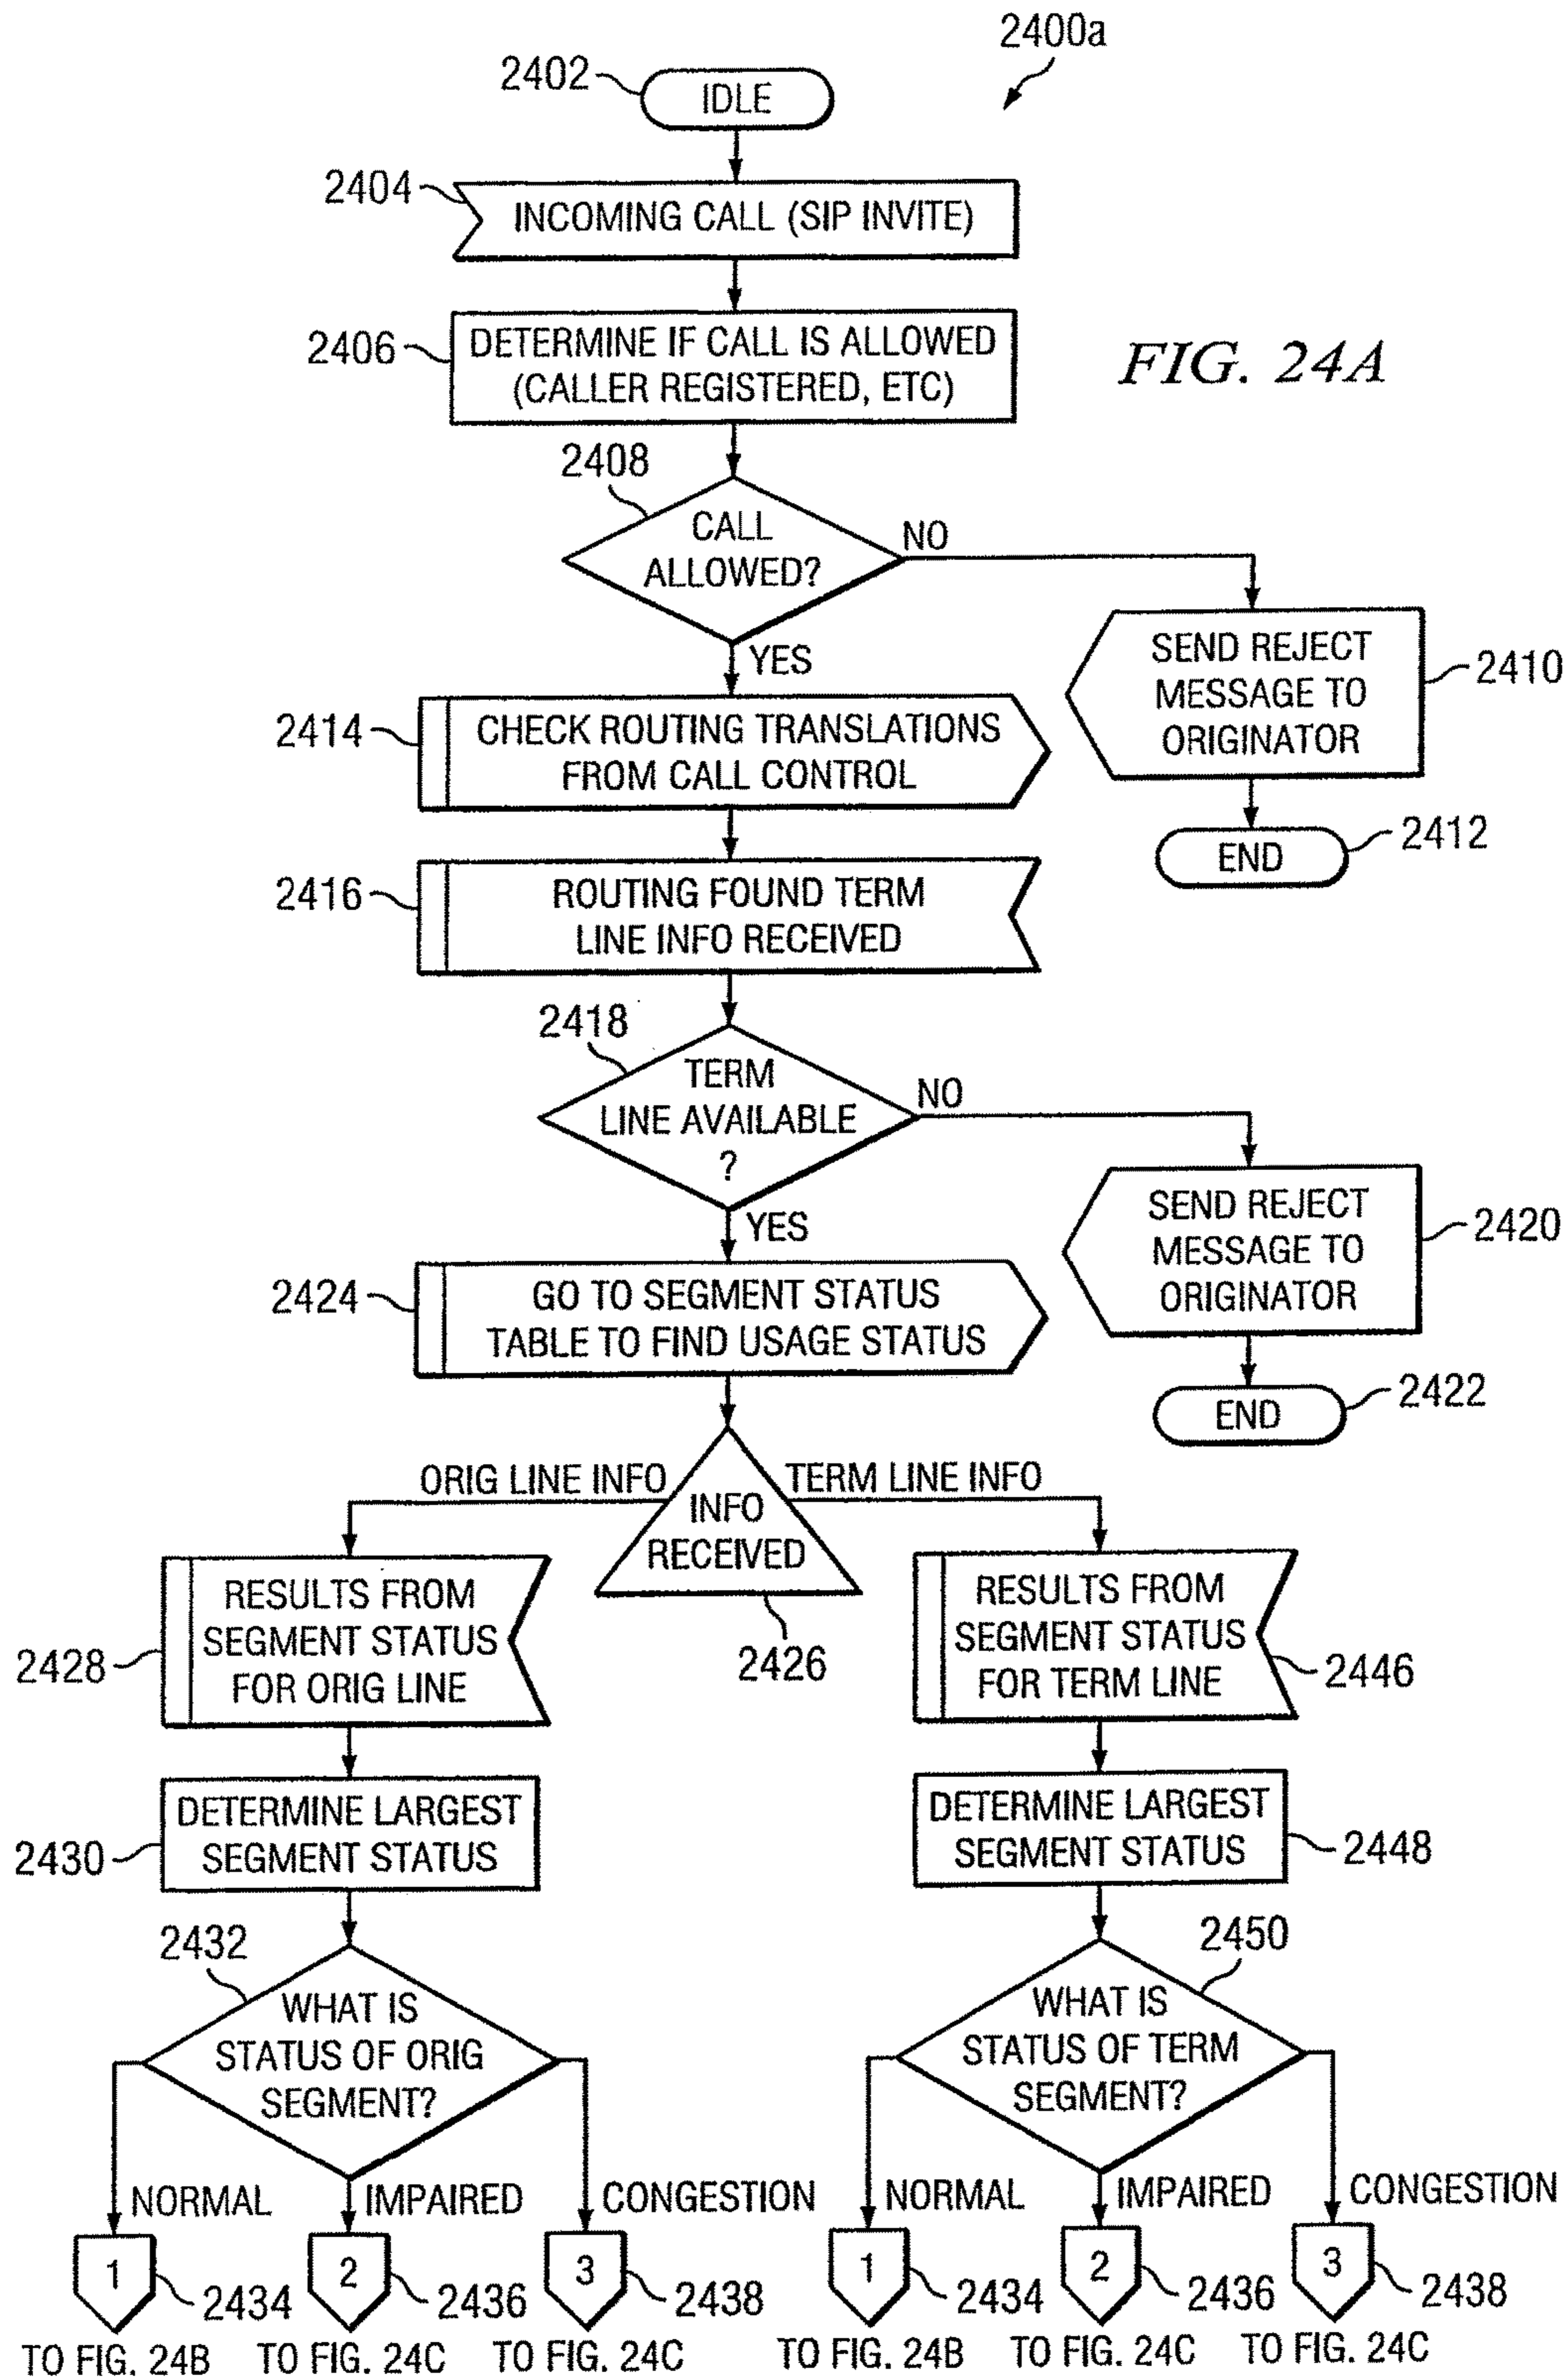 2400a
2402
IDLE
2404
INCOMING CALL (SIP INVITE)
2406
DETERMINE IF CALL IS ALLOWED
(CALLER REGISTERED, ETC)
FIG. 24A
2408
CALL
ALLOWED?
NO
YES
SEND REJECT
MESSAGE TO
ORIGINATOR
2410
2414
CHECK ROUTING TRANSLATIONS
FROM CALL CONTROL
END
2412
2416
ROUTING FOUND TERM
LINE INFO RECEIVED
2418
TERM
LINE AVAILABLE
?
NO
YES
SEND REJECT
MESSAGE TO
ORIGINATOR
2420
2424
GO TO SEGMENT STATUS
TABLE TO FIND USAGE STATUS
END
2422
ORIG LINE INFO
TERM LINE INFO
INFO
RECEIVED
2426
RESULTS FROM
SEGMENT STATUS
FOR ORIG LINE
2428
RESULTS FROM
SEGMENT STATUS
FOR TERM LINE
2446
DETERMINE LARGEST
SEGMENT STATUS
2430
DETERMINE LARGEST
SEGMENT STATUS
2448
2432
WHAT IS
STATUS OF ORIG
SEGMENT?
2450
WHAT IS
STATUS OF TERM
SEGMENT?
NORMAL
IMPAIRED
CONGESTION
NORMAL
IMPAIRED
CONGESTION
1
2434
2
2436
3
2438
1
2434
2
2436
3
2438
TO FIG. 24B
TO FIG. 24C
TO FIG. 24C
TO FIG. 24B
TO FIG. 24C
TO FIG. 24C